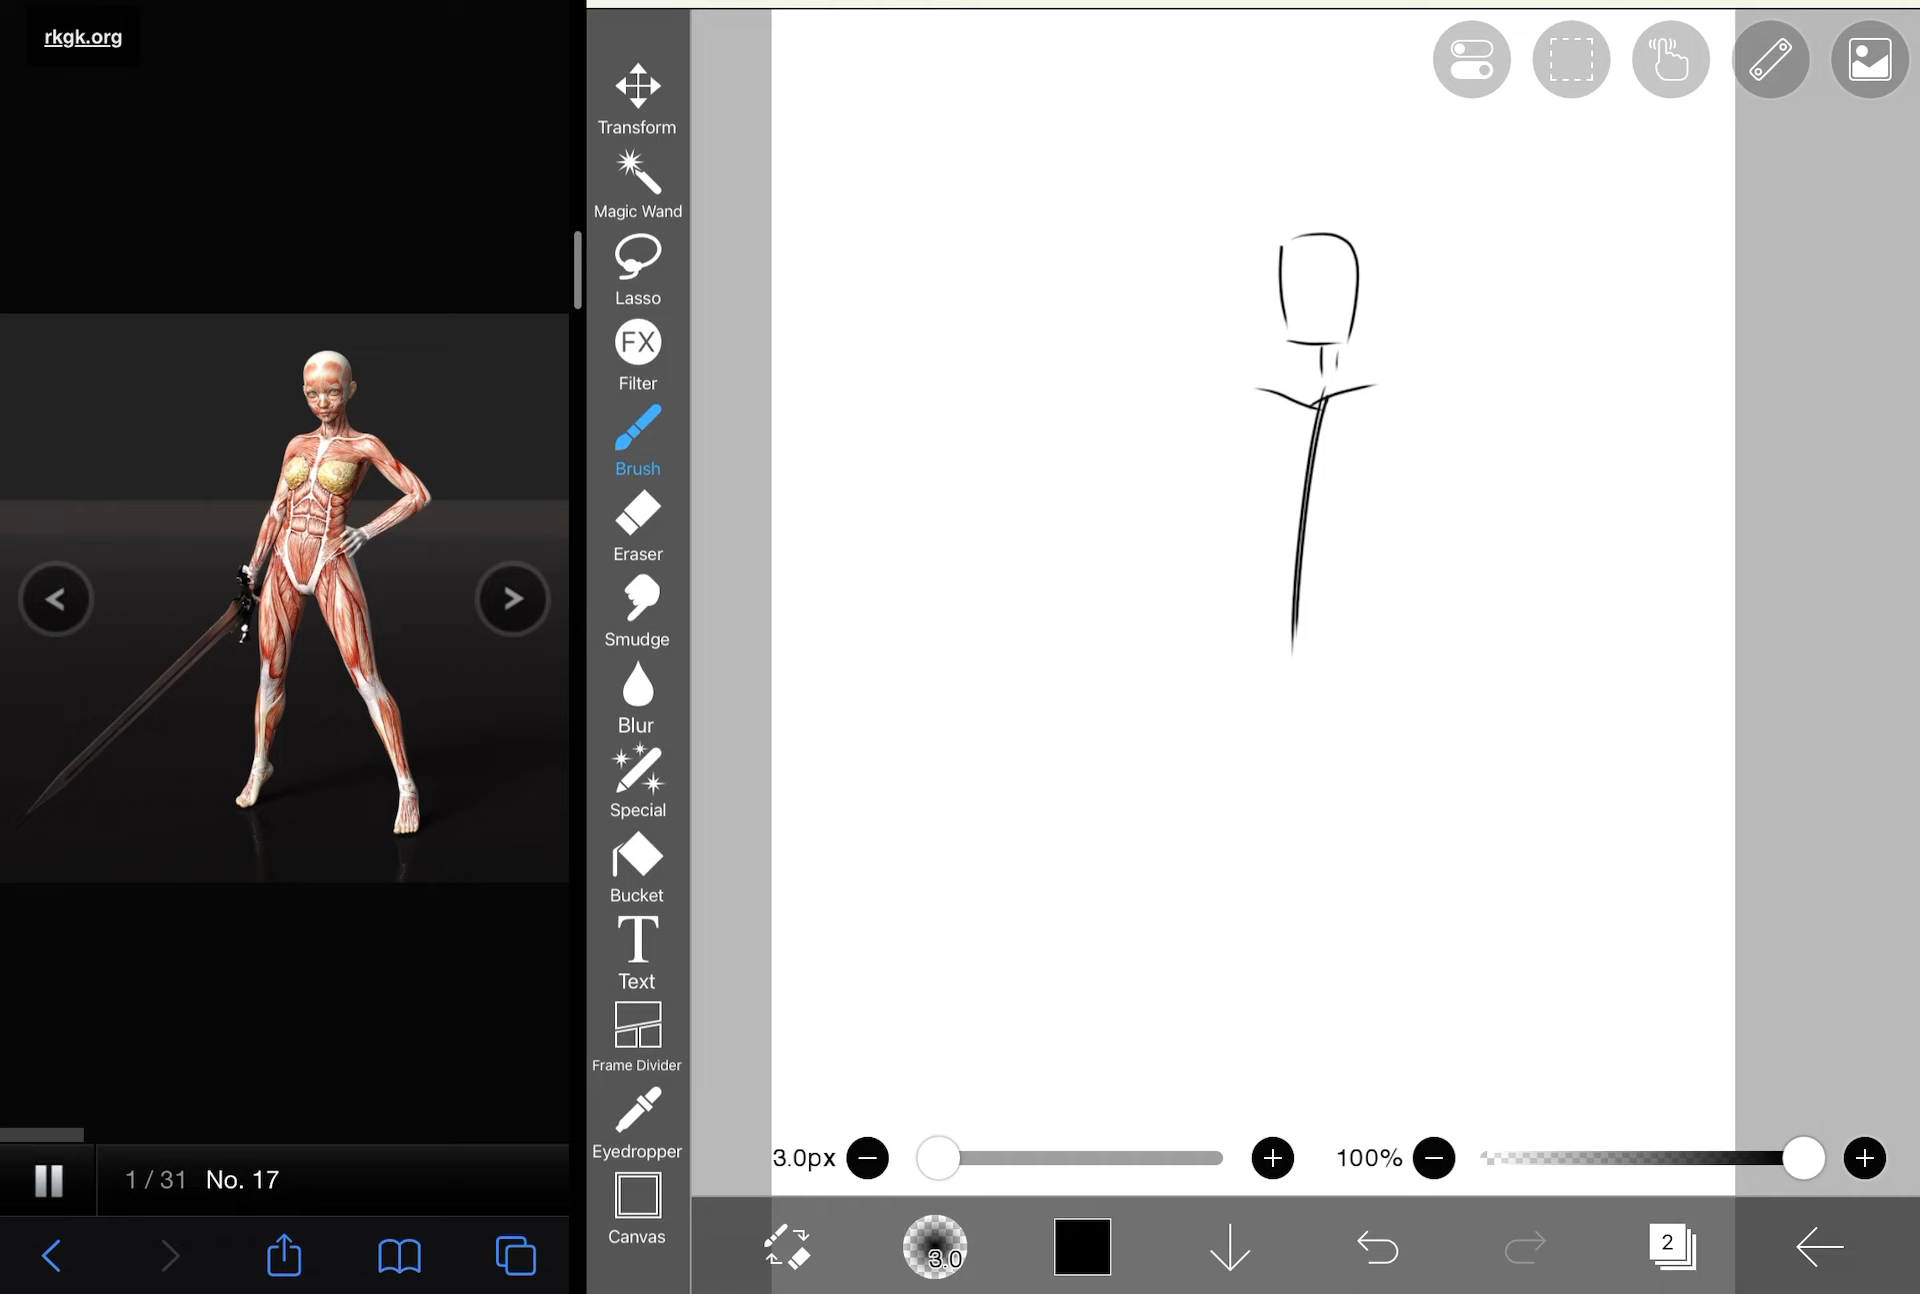 rkgk.org
Transform
Magic Wand
Lasso
FX
Filter
Brush
Eraser
Smudge
Blur
Special
Bucket
T
Text
Frame Divider
Eyedropper
Canvas
3.0px
100%
1 / 31 No. 17
3.0
2